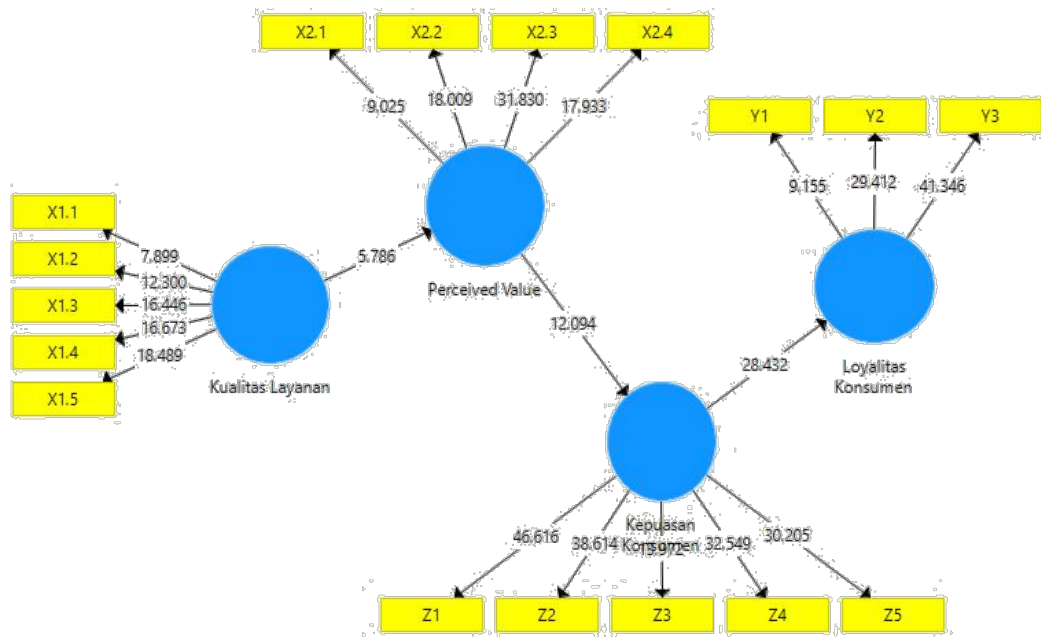 X2.1
X2.2
X2.3
X2.4
9.025
18.009
31.830
17.933
Y1
Y2
Y3
9.155
29.412
41.346
X1.1
X1.2
X1.3
X1.4
X1.5
7.899
12.300
16.446
16.673
18.489
5.786
Kualitas Layanan
Perceived Value
12.094
28.432
Loyalitas
Konsumen
Kepuasan
Konsumen
46.616
38.614
32.549
30.205
Z1
Z2
Z3
Z4
Z5